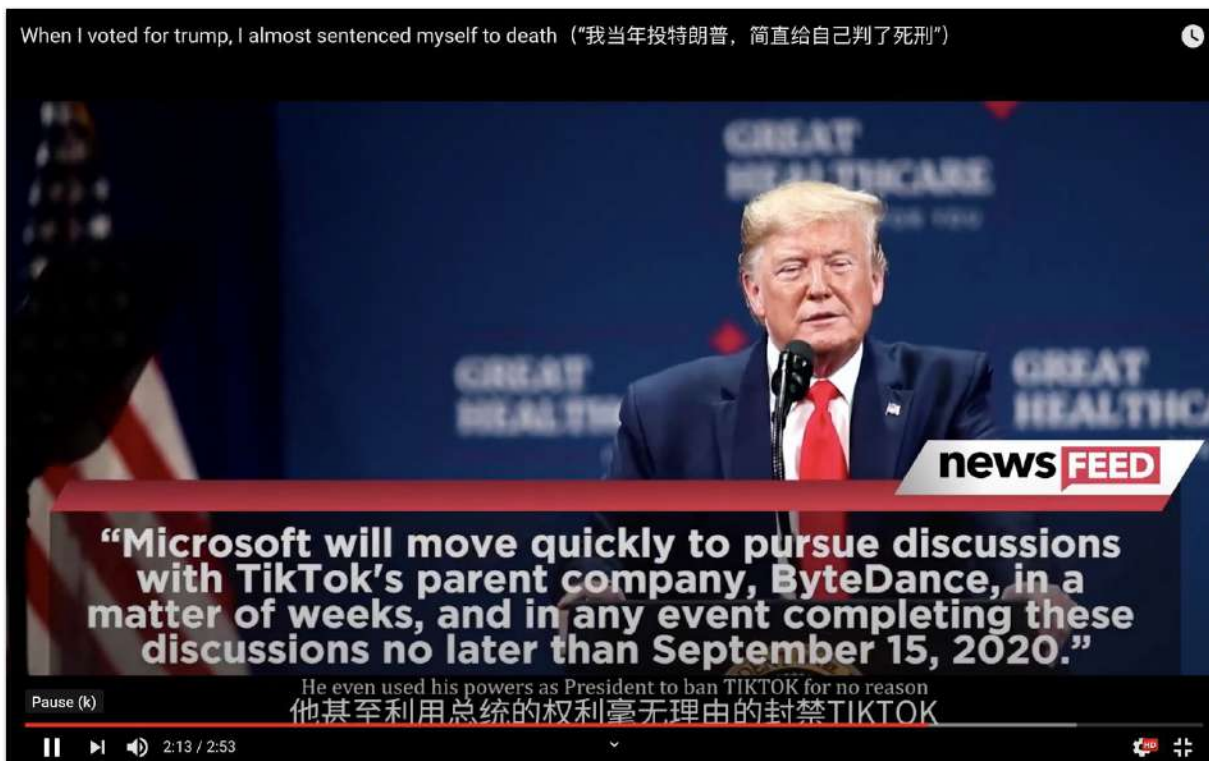 When I voted for trump, I almost sentenced myself to death（“我当年投特朗普，简直给自己判了死刑”）
GREAT
HEALTHCARE
FOR YOU
GREAT
HEALTH
GREAT
HEALTHCA
news FEED
“Microsoft will move quickly to pursue discussions
with TikTok's parent company, ByteDance, in a
matter of weeks, and in any event completing these
discussions no later than September 15, 2020.”
He even used his powers as President to ban TIKTOK for no reason
他甚至利用总统的权利毫无理由的封禁TIKTOK
Pause (k)
2:13 / 2:53
HD